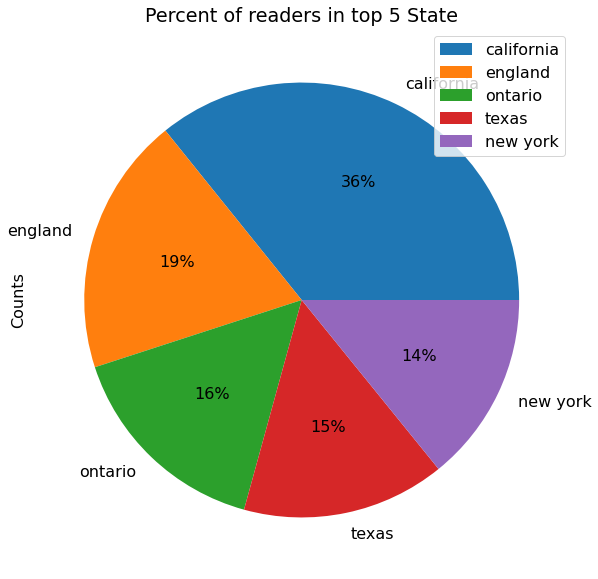 Percent of readers in top 5 State
california
england
ontario
texas
new york
california
36%
england
19%
Counts
14%
16%
new york
15%
ontario
texas